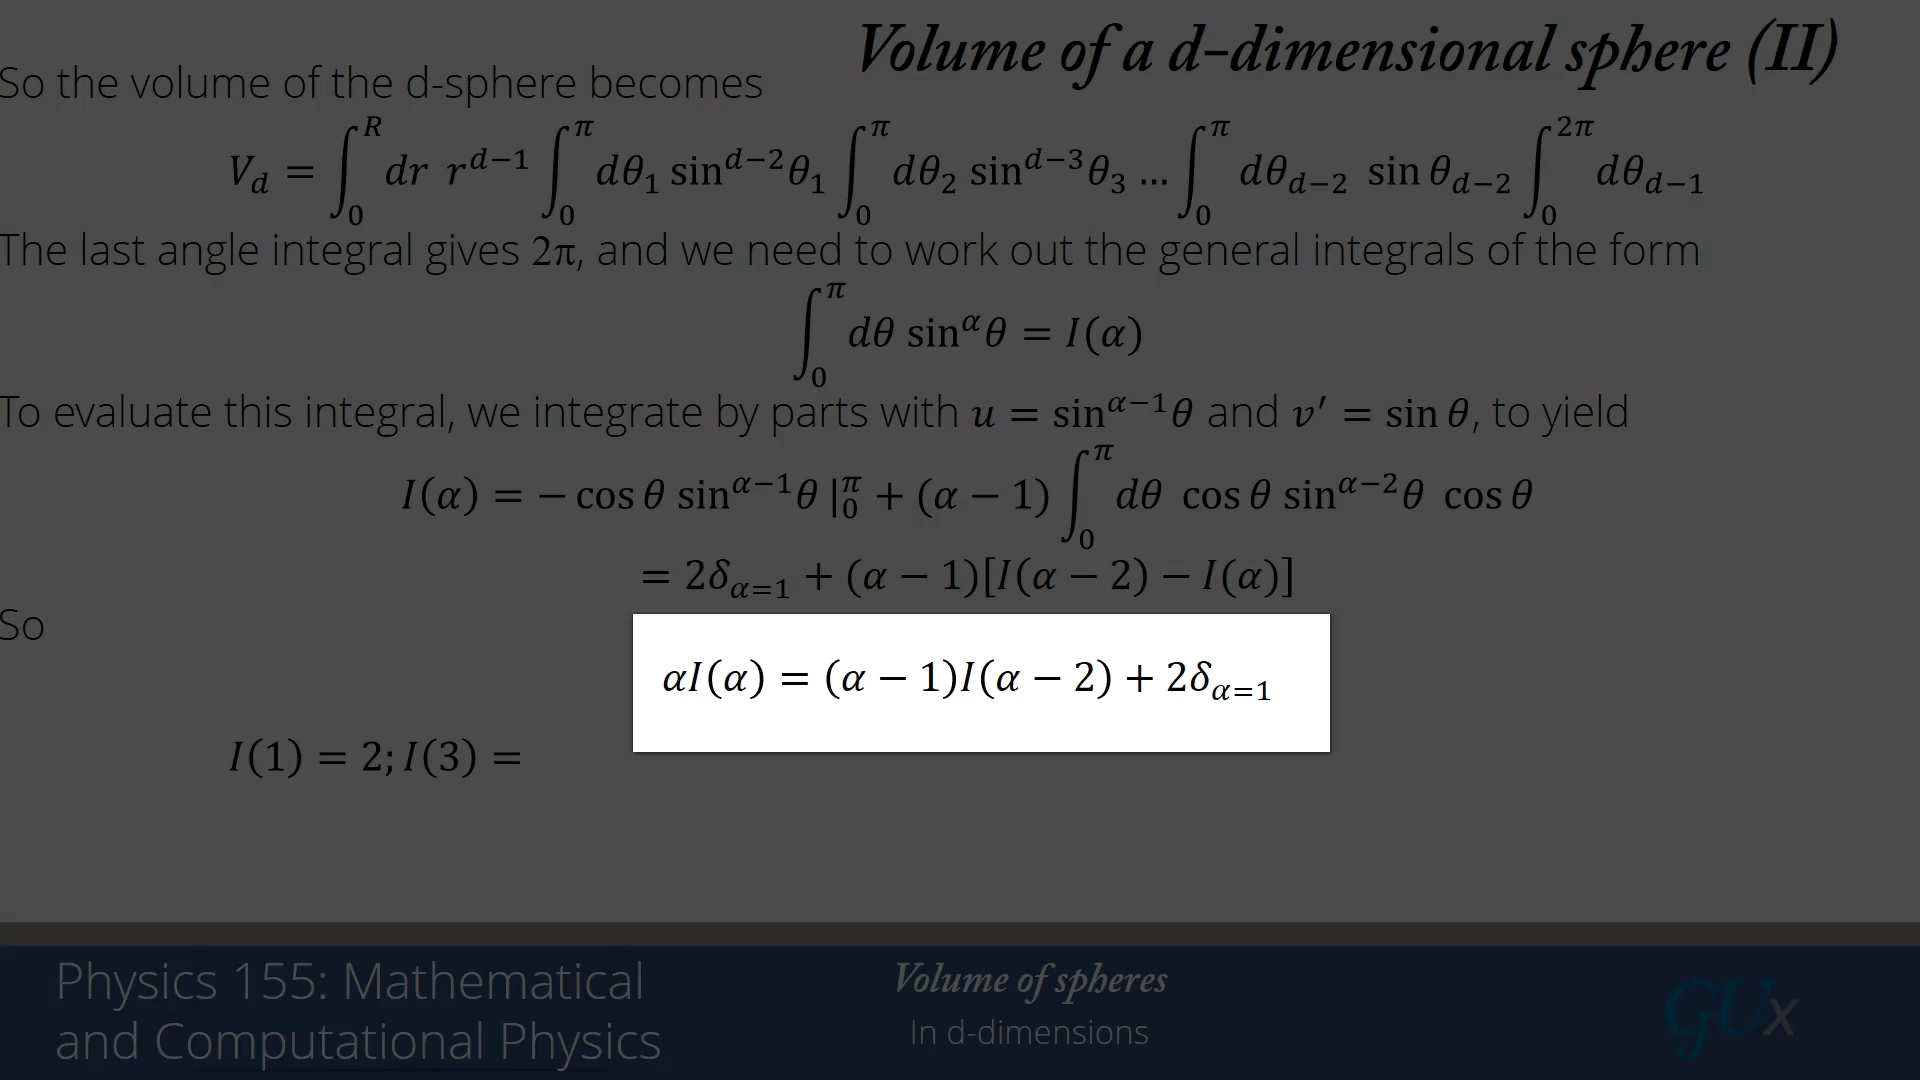 Volume of a d-dimensional sphere (II)
So the volume of the d-sphere becomes
V_d = ∫_0^R dr r^{d−1} ∫_0^π dθ_1 sin^{d−2}θ_1 ∫_0^π dθ_2 sin^{d−3}θ_3 … ∫_0^π dθ_{d−2} sin θ_{d−2} ∫_0^{2π} dθ_{d−1}
The last angle integral gives 2π, and we need to work out the general integrals of the form
∫_0^π dθ sin^α θ = I(α)
To evaluate this integral, we integrate by parts with u = sin^{α−1}θ and v′ = sin θ, to yield
I(α) = − cos θ sin^{α−1}θ |_0^π + (α − 1) ∫_0^π dθ cos θ sin^{α−2}θ cos θ
= 2δ_{α=1} + (α − 1)[I(α − 2) − I(α)]
So
αI(α) = (α − 1)I(α − 2) + 2δ_{α=1}
I(1) = 2; I(3) =
Physics 155: Mathematical
and Computational Physics
Volume of spheres
In d-dimensions
GUx